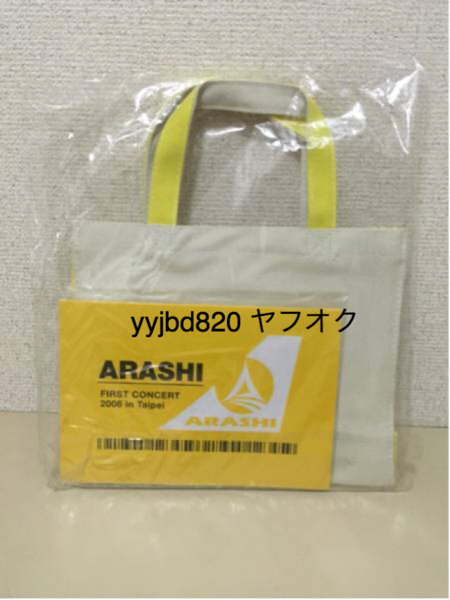 yyjbd820 ヤフオク
ARASHI
FIRST CONCERT
2006 in Taipei
ARASHI